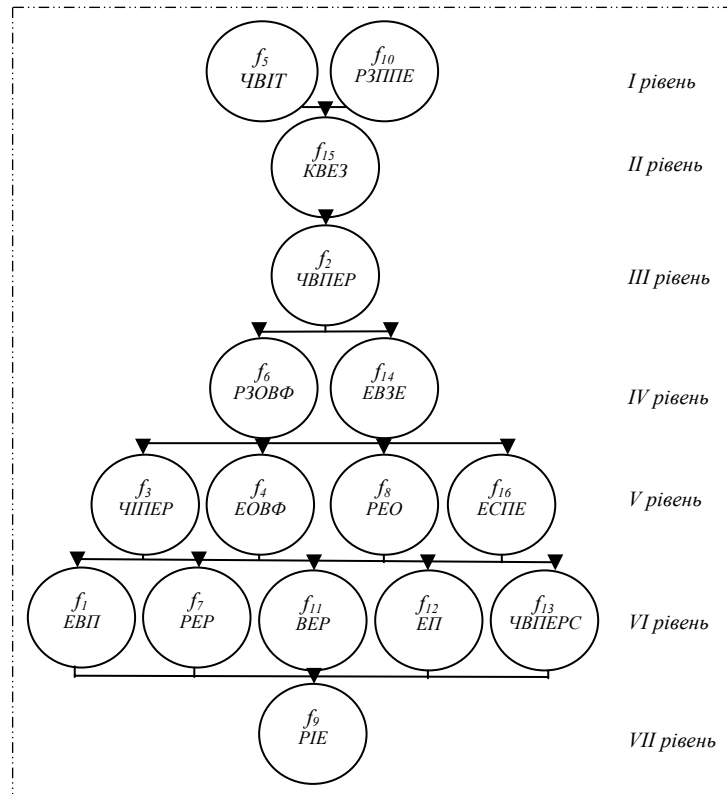 f5 f10
ЧВІТ РЗППЕ I рівень
f15
КВЕЗ II рівень
f2
ЧВПЕР III рівень
f6 f14
РЗОВФ ЕВЗЕ IV рівень
f3 f4 f8 f16
ЧІПЕР ЕОВФ РЕО ЕСПЕ V рівень
f1 f7 f11 f12 f13
ЕВП РЕР ВЕР ЕП ЧВПЕРС VI рівень
f9
РІЕ VII рівень